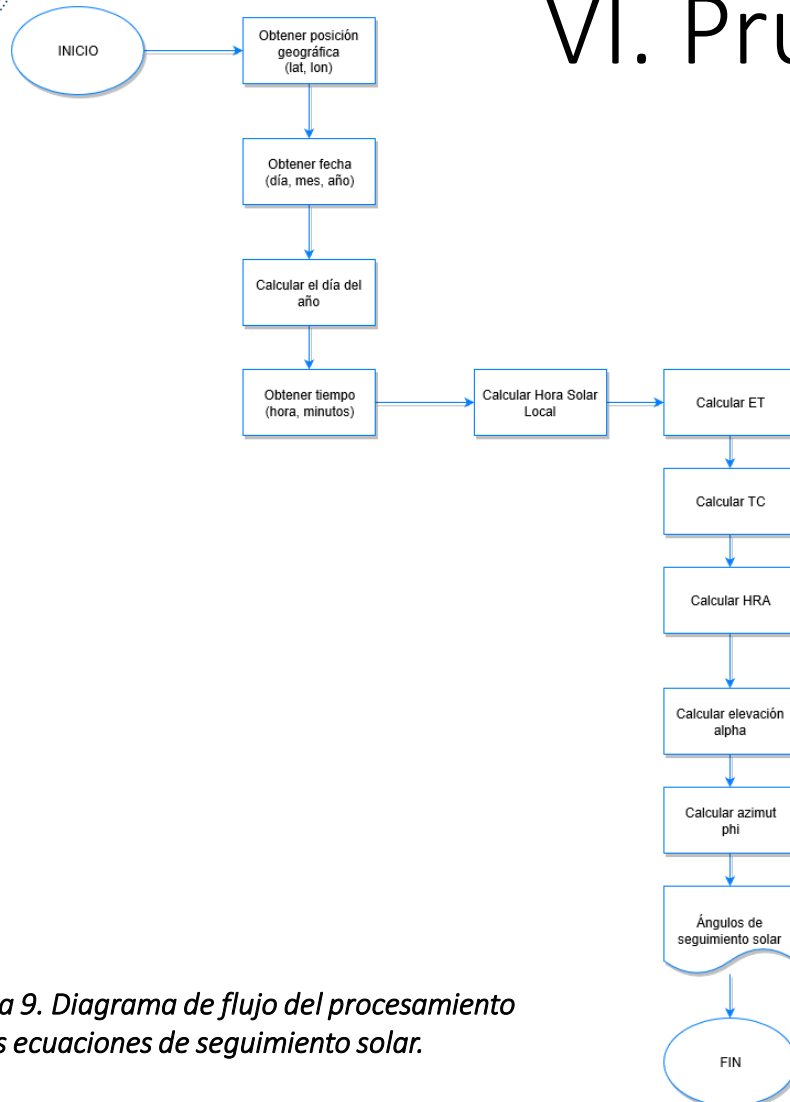 VI. Pru
INICIO
Obtener posición
geográfica
(lat, lon)
Obtener fecha
(día, mes, año)
Calcular el día del
año
Obtener tiempo
(hora, minutos)
Calcular Hora Solar
Local
Calcular ET
Calcular TC
Calcular HRA
Calcular elevación
alpha
Calcular azimut
phi
Ángulos de
seguimiento solar
FIN
a 9. Diagrama de flujo del procesamiento
s ecuaciones de seguimiento solar.